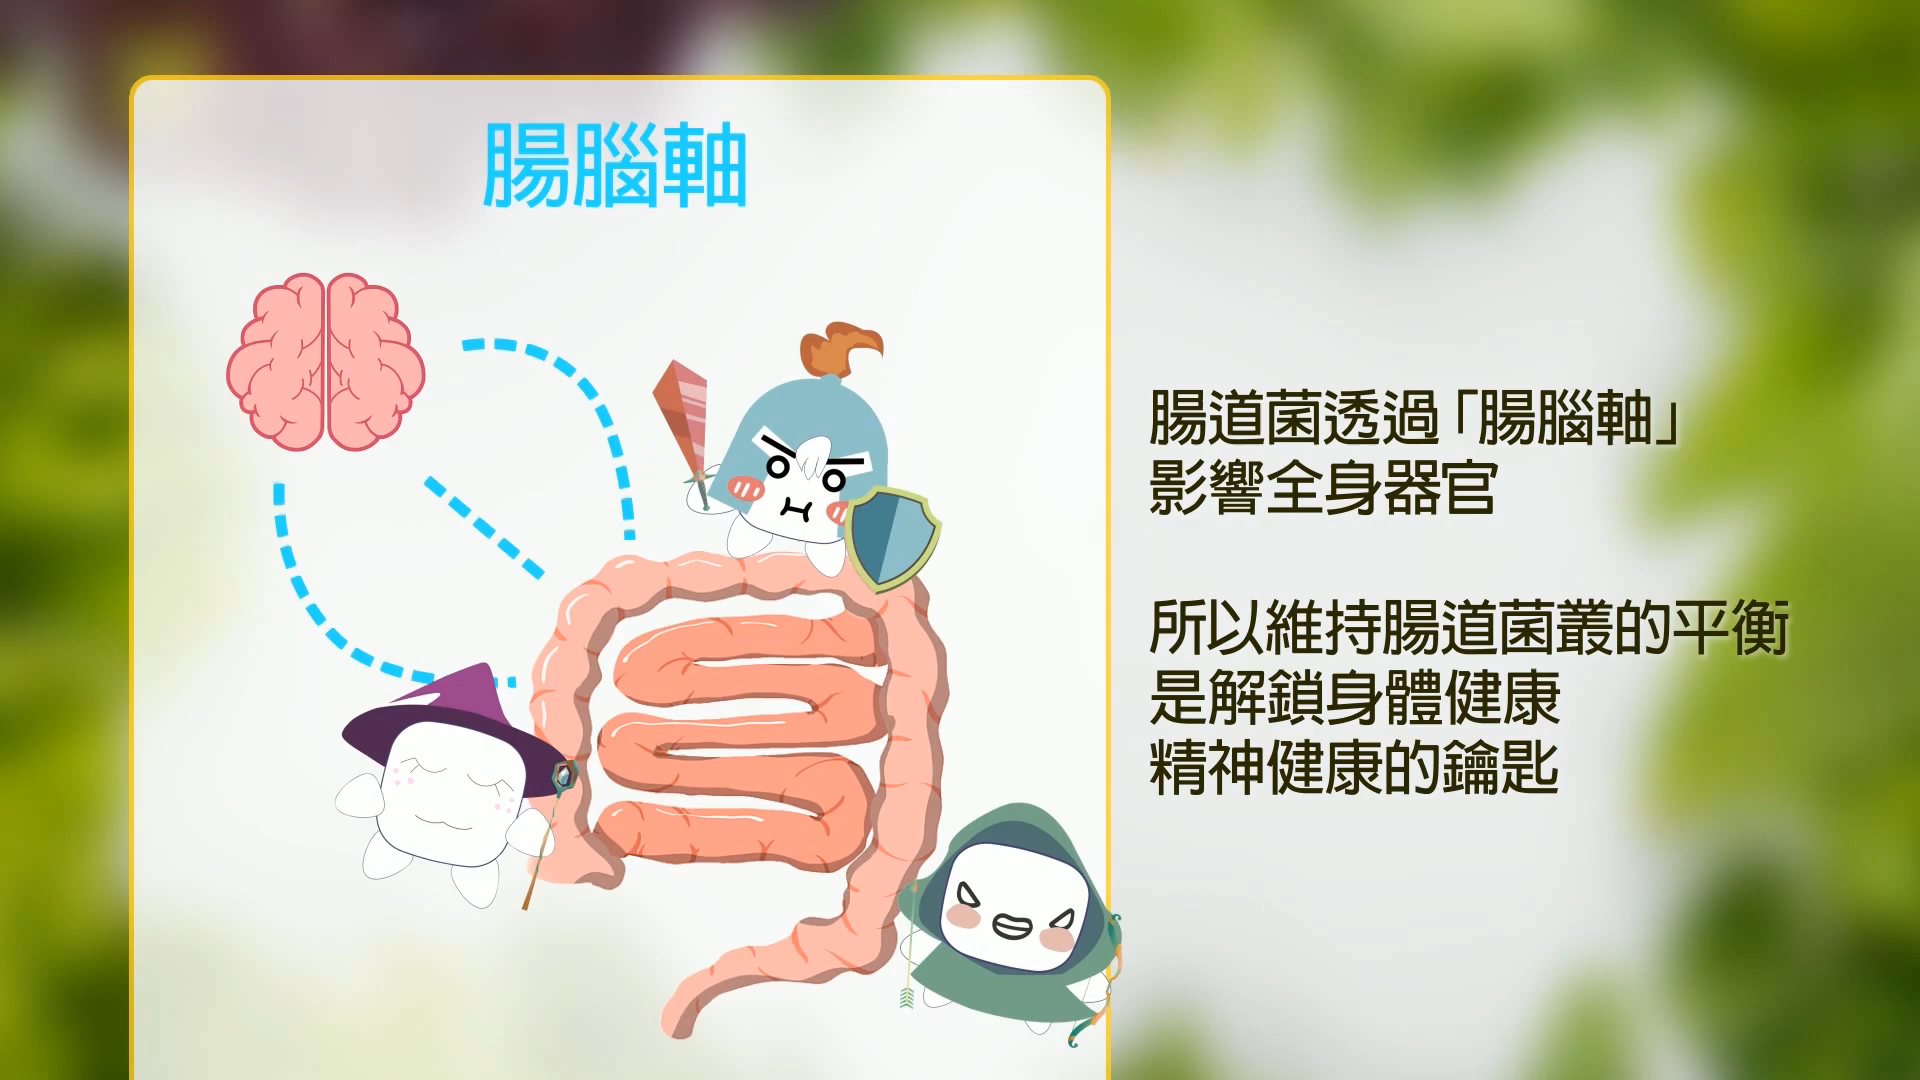 腸腦軸
腸道菌透過「腸腦軸」
影響全身器官
所以維持腸道菌叢的平衡
是解鎖身體健康
精神健康的鑰匙